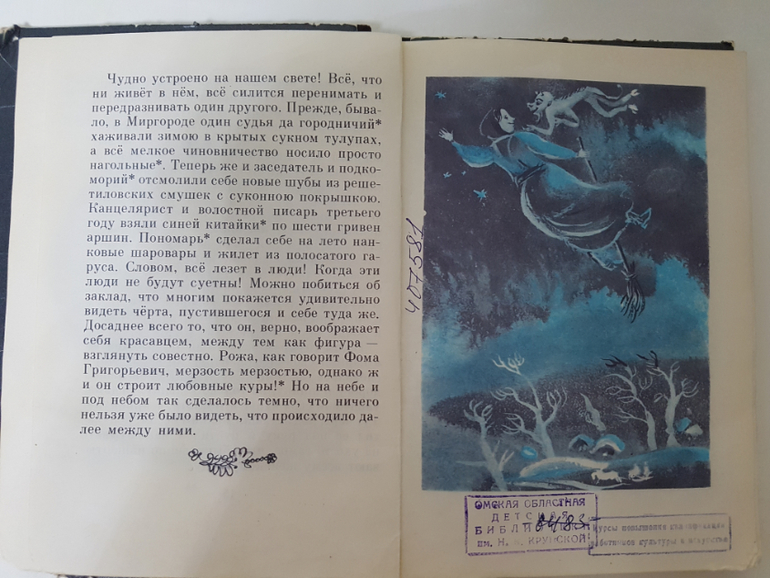 Чудно устроено на нашем свете! Всё, что
ни живёт в нём, всё силится перенимать и
передразнивать один другого. Прежде, быва-
ло, в Миргороде один судья да городничий*
хаживали зимою в крытых сукном тулупах,
а всё мелкое чиновничество носило просто
нагольные*. Теперь же и заседатель и подко-
морий* отсмолили себе новые шубы из реше-
тиловских смушек с суконною покрышкою.
Канцелярист и волостной писарь третьего
году взяли синей китайки* по шести гривен
аршин. Пономарь* сделал себе на лето нан-
ковые шаровары и жилет из полосатого га-
руса. Словом, всё лезет в люди! Когда эти
люди не будут суетны! Можно побиться об
заклад, что многим покажется удивительно
видеть чёрта, пустившегося и себе туда же.
Досаднее всего то, что он, верно, воображает
себя красавцем, между тем как фигура —
взглянуть совестно. Рожа, как говорит Фома
Григорьевич, мерзость мерзостью, однако ж
и он строит любовные куры!* Но на небе и
под небом так сделалось темно, что ничего
нельзя уже было видеть, что происходило да-
лее между ними.
407581
ОМСКАЯ ОБЛАСТНАЯ
ДЕТСКАЯ
БИБЛИОТЕКА
им. Н. К. КРУПСКОЙ
курсы повышения
работников культуры и искусства